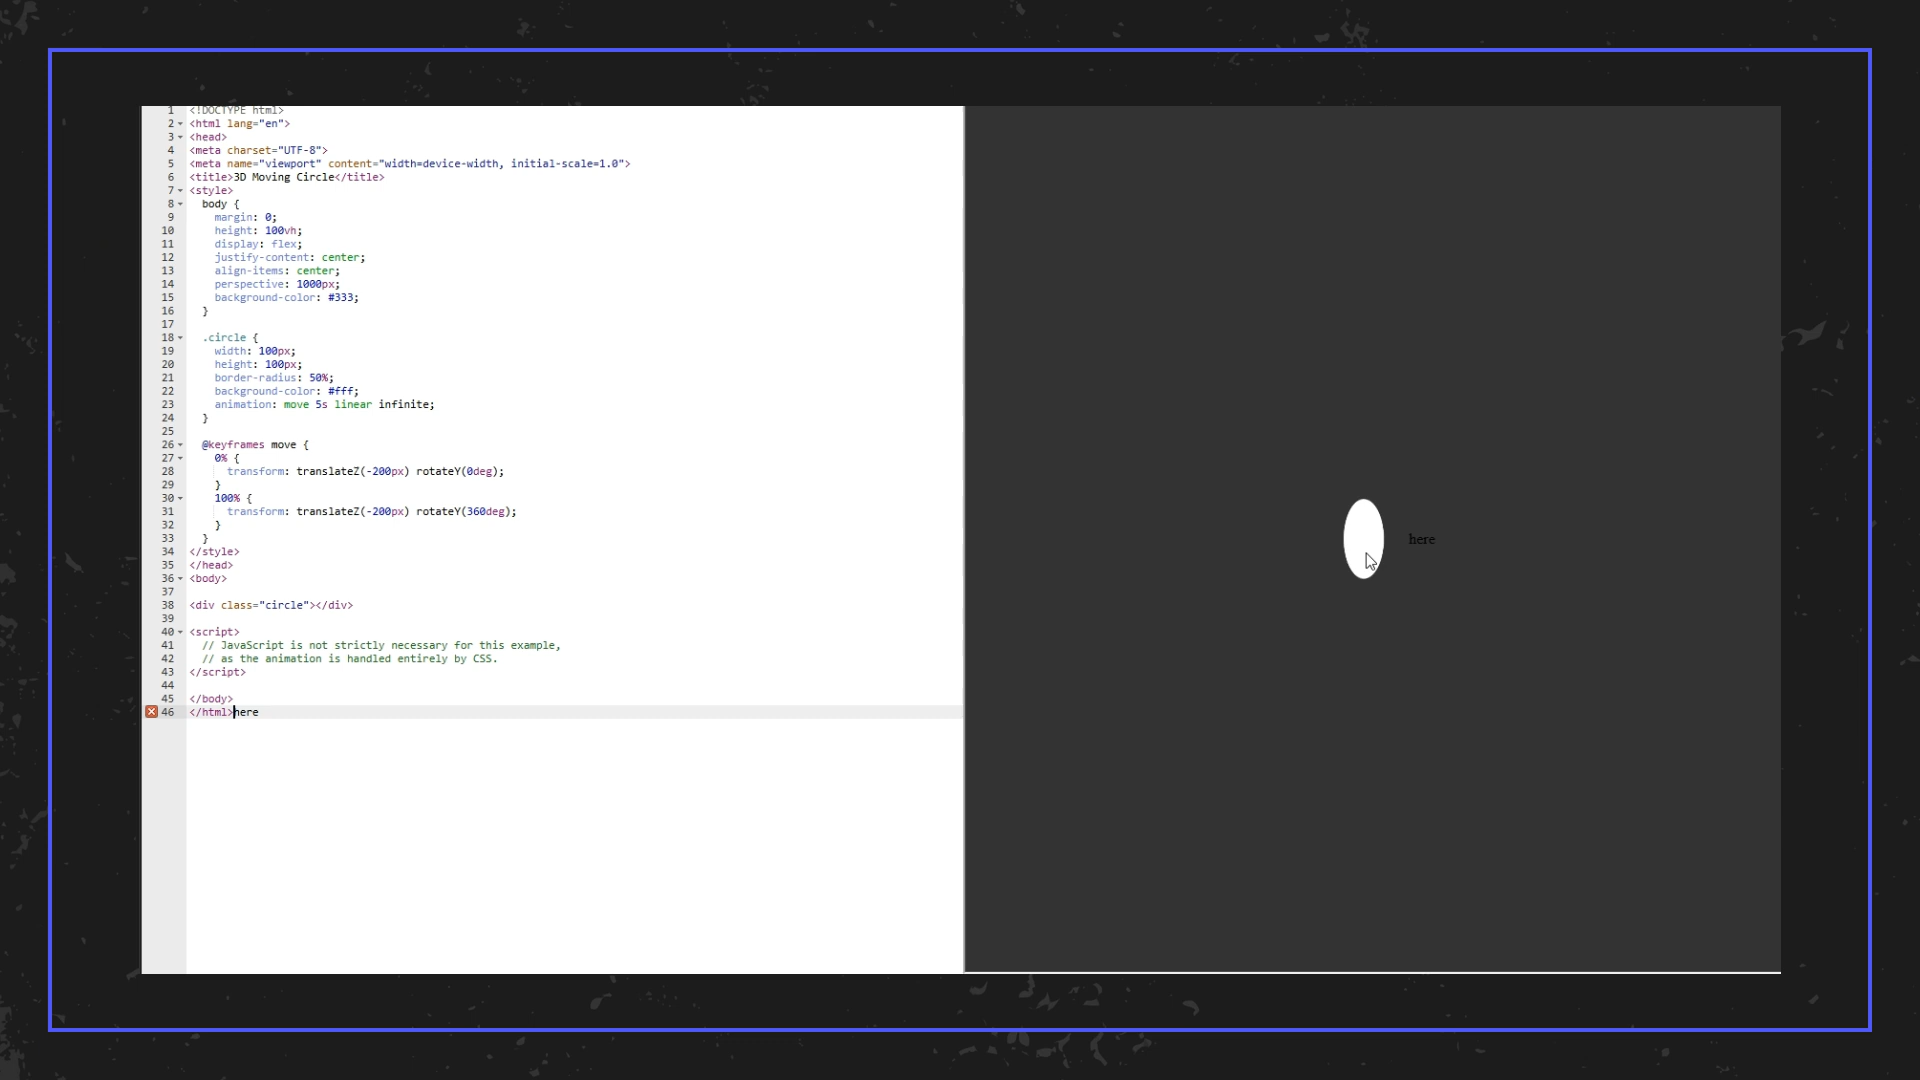 1 <!DOCTYPE html>
2 <html lang="en">
3 <head>
4 <meta charset="UTF-8">
5 <meta name="viewport" content="width=device-width, initial-scale=1.0">
6 <title>3D Moving Circle</title>
7 <style>
8 body {
9 margin: 0;
10 height: 100vh;
11 display: flex;
12 justify-content: center;
13 align-items: center;
14 perspective: 1000px;
15 background-color: #333;
16 }
17
18 .circle {
19 width: 100px;
20 height: 100px;
21 border-radius: 50%;
22 background-color: #fff;
23 animation: move 5s linear infinite;
24 }
25
26 @keyframes move {
27 0% {
28 transform: translateZ(-200px) rotateY(0deg);
29 }
30 100% {
31 transform: translateZ(-200px) rotateY(360deg);
32 }
33 }
34 </style>
35 </head>
36 <body>
37
38 <div class="circle"></div>
39
40 <script>
41 // JavaScript is not strictly necessary for this example,
42 // as the animation is handled entirely by CSS.
43 </script>
44
45 </body>
46 </html>here
here